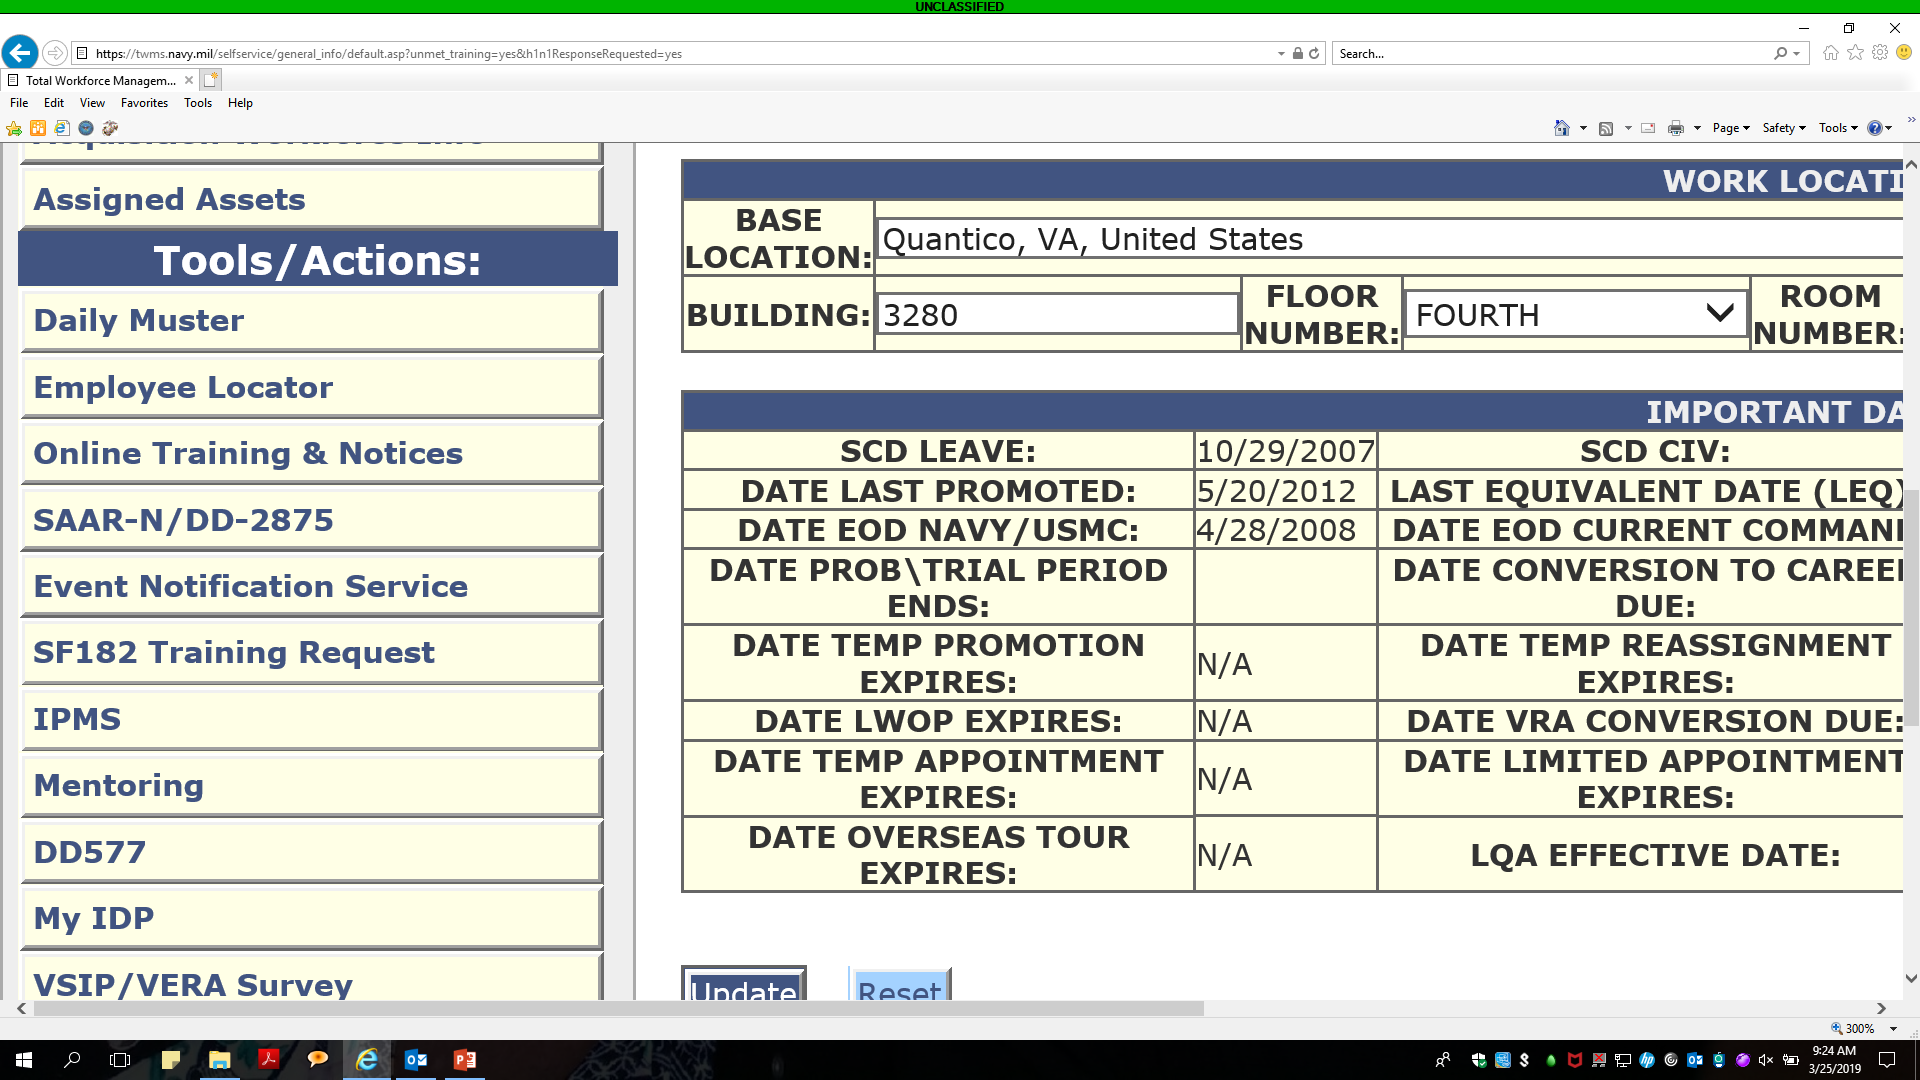 UNCLASSIFIED
https://twms.navy.mil/selfservice/general_info/default.asp?unmet_training=yes&h1n1ResponseRequested=yes
Search...
Total Workforce Managem...
File Edit View Favorites Tools Help
Page Safety Tools
Assigned Assets
Tools/Actions:
Daily Muster
Employee Locator
Online Training & Notices
SAAR-N/DD-2875
Event Notification Service
SF182 Training Request
IPMS
Mentoring
DD577
My IDP
VSIP/VERA Survey
WORK LOCATI
BASE
LOCATION:
Quantico, VA, United States
BUILDING:
3280
FLOOR
NUMBER:
FOURTH
ROOM
NUMBER:
IMPORTANT DA
SCD LEAVE: 10/29/2007 SCD CIV:
DATE LAST PROMOTED: 5/20/2012 LAST EQUIVALENT DATE (LEQ)
DATE EOD NAVY/USMC: 4/28/2008 DATE EOD CURRENT COMMAN
DATE PROB\TRIAL PERIOD
ENDS:
DATE CONVERSION TO CAREE
DUE:
DATE TEMP PROMOTION
EXPIRES:
N/A
DATE TEMP REASSIGNMENT
EXPIRES:
DATE LWOP EXPIRES: N/A DATE VRA CONVERSION DUE:
DATE TEMP APPOINTMENT
EXPIRES:
N/A
DATE LIMITED APPOINTMENT
EXPIRES:
DATE OVERSEAS TOUR
EXPIRES:
N/A
LQA EFFECTIVE DATE:
Update Reset
300%
9:24 AM
3/25/2019